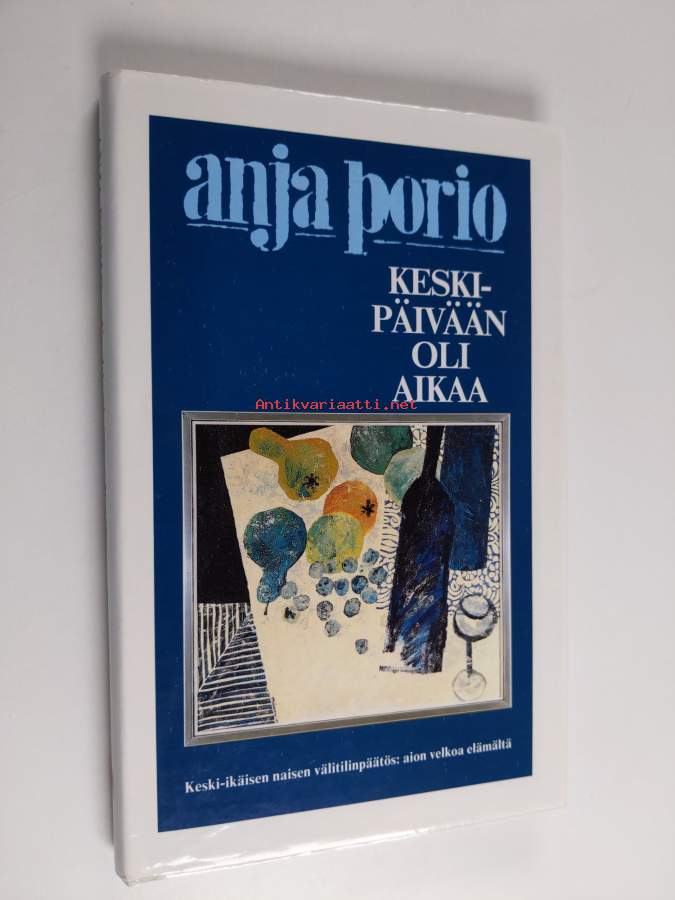 anja porio
KESKI-
PÄIVÄÄN
OLI
AIKAA
Antikvariaatti.net
Keski-ikäisen naisen välitilinpäätös: aion velkoa elämältä